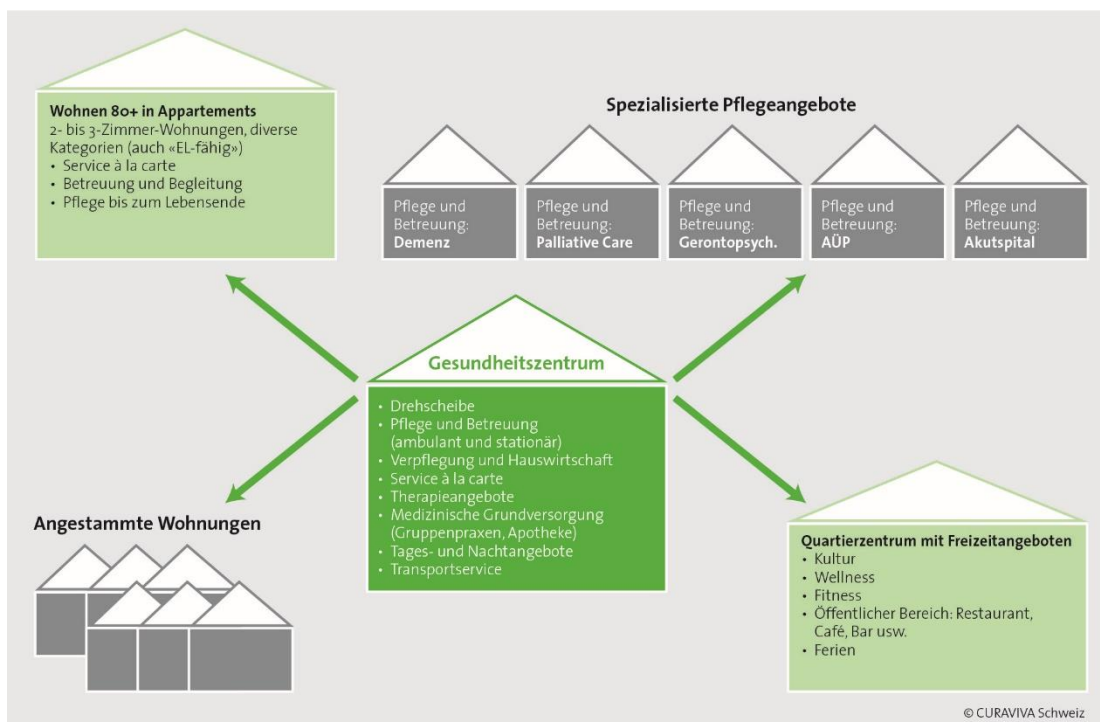 Wohnen 80+ in Appartements
2- bis 3-Zimmer-Wohnungen, diverse
Kategorien (auch «EL-fähig»)
• Service à la carte
• Betreuung und Begleitung
• Pflege bis zum Lebensende
Spezialisierte Pflegeangebote
Pflege und
Betreuung:
Demenz
Pflege und
Betreuung:
Palliative Care
Pflege und
Betreuung:
Gerontopsych.
Pflege und
Betreuung:
AÜP
Pflege und
Betreuung:
Akutspital
Gesundheitszentrum
• Drehscheibe
• Pflege und Betreuung
(ambulant und stationär)
• Verpflegung und Hauswirtschaft
• Service à la carte
• Therapieangebote
• Medizinische Grundversorgung
(Gruppenpraxen, Apotheke)
• Tages- und Nachtangebote
• Transportservice
Angestammte Wohnungen
Quartierzentrum mit Freizeitangeboten
• Kultur
• Wellness
• Fitness
• Öffentlicher Bereich: Restaurant,
Café, Bar usw.
• Ferien
© CURAVIVA Schweiz